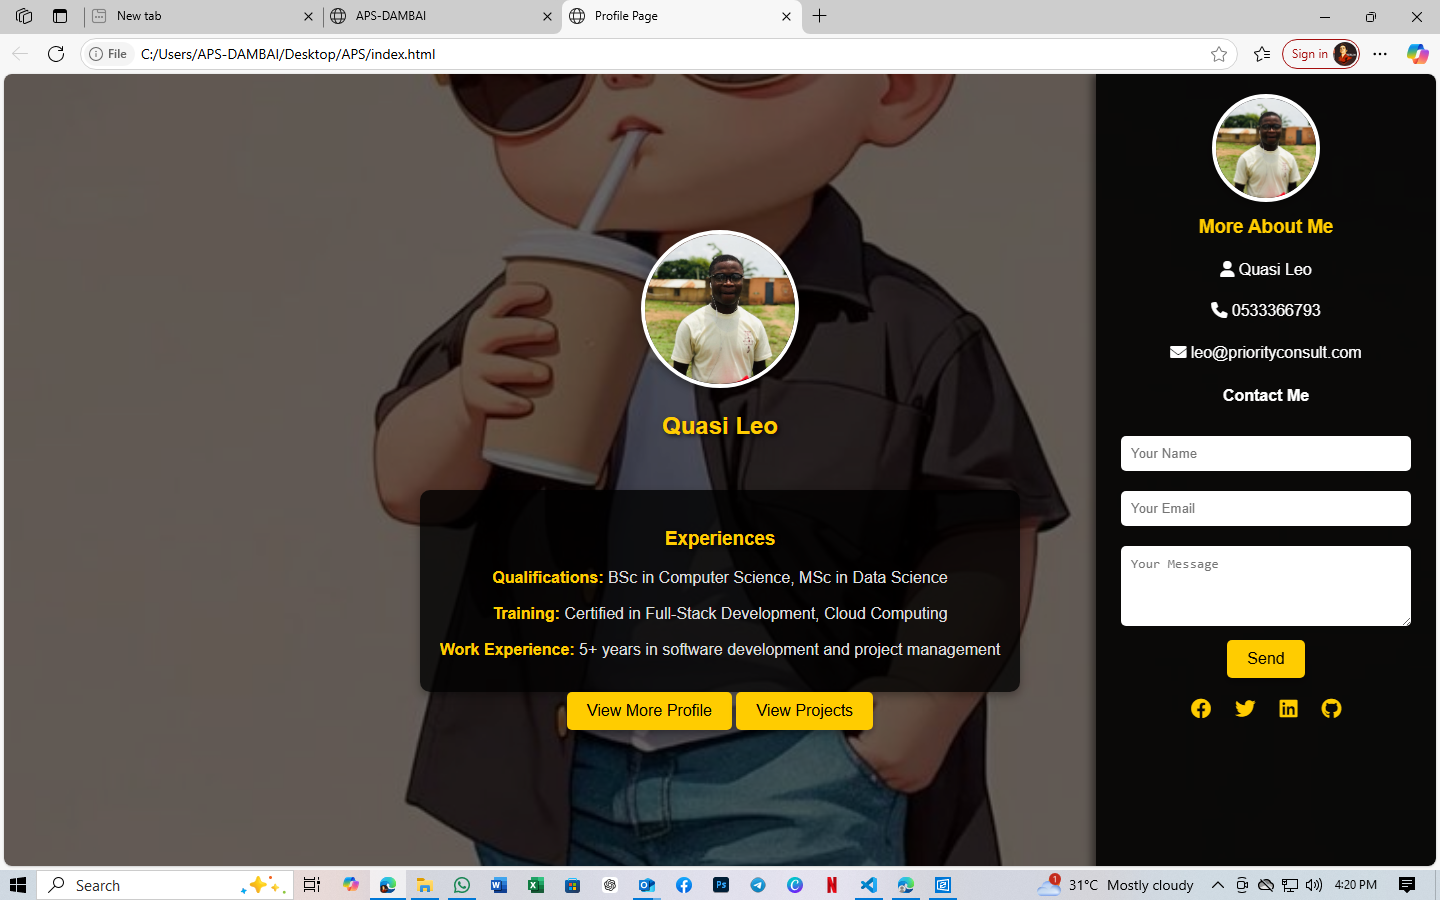 New tab
APS-DAMBAI
Profile Page
File
C:/Users/APS-DAMBAI/Desktop/APS/index.html
Sign in
Quasi Leo
Experiences
Qualifications: BSc in Computer Science, MSc in Data Science
Training: Certified in Full-Stack Development, Cloud Computing
Work Experience: 5+ years in software development and project management
View More Profile
View Projects
More About Me
Quasi Leo
0533366793
leo@priorityconsult.com
Contact Me
Your Name
Your Email
Your Message
Send
Search
1
31°C Mostly cloudy
4:20 PM